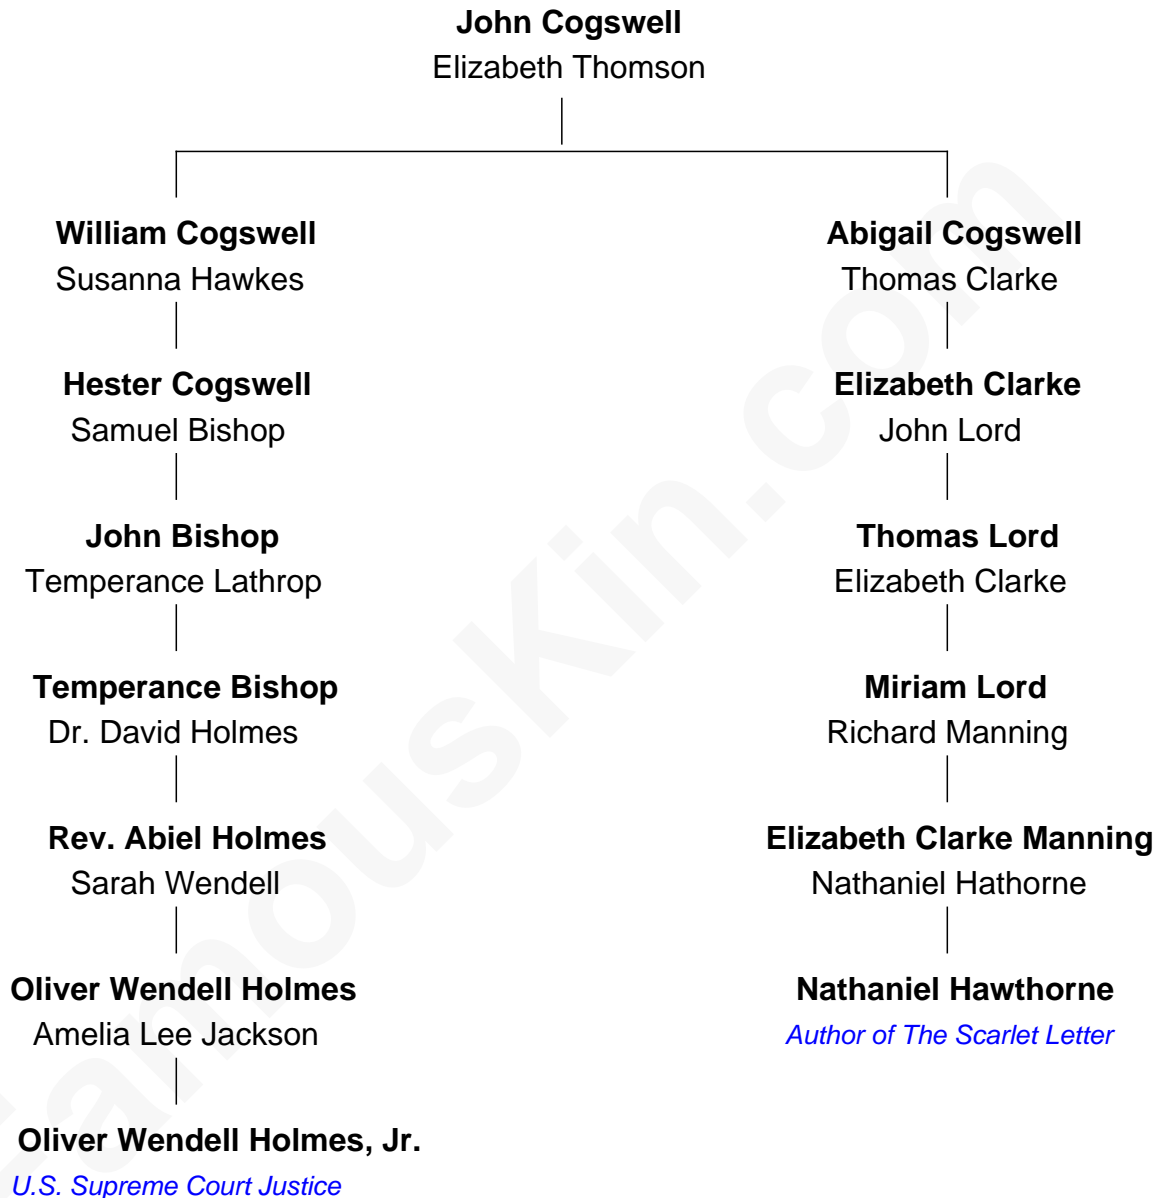 John Cogswell
Elizabeth Thomson
William Cogswell
Susanna Hawkes
Hester Cogswell
Samuel Bishop
John Bishop
Temperance Lathrop
Temperance Bishop
Dr. David Holmes
Rev. Abiel Holmes
Sarah Wendell
Oliver Wendell Holmes
Amelia Lee Jackson
Oliver Wendell Holmes, Jr.
U.S. Supreme Court Justice
Abigail Cogswell
Thomas Clarke
Elizabeth Clarke
John Lord
Thomas Lord
Elizabeth Clarke
Miriam Lord
Richard Manning
Elizabeth Clarke Manning
Nathaniel Hathorne
Nathaniel Hawthorne
Author of The Scarlet Letter
FamousKin.com